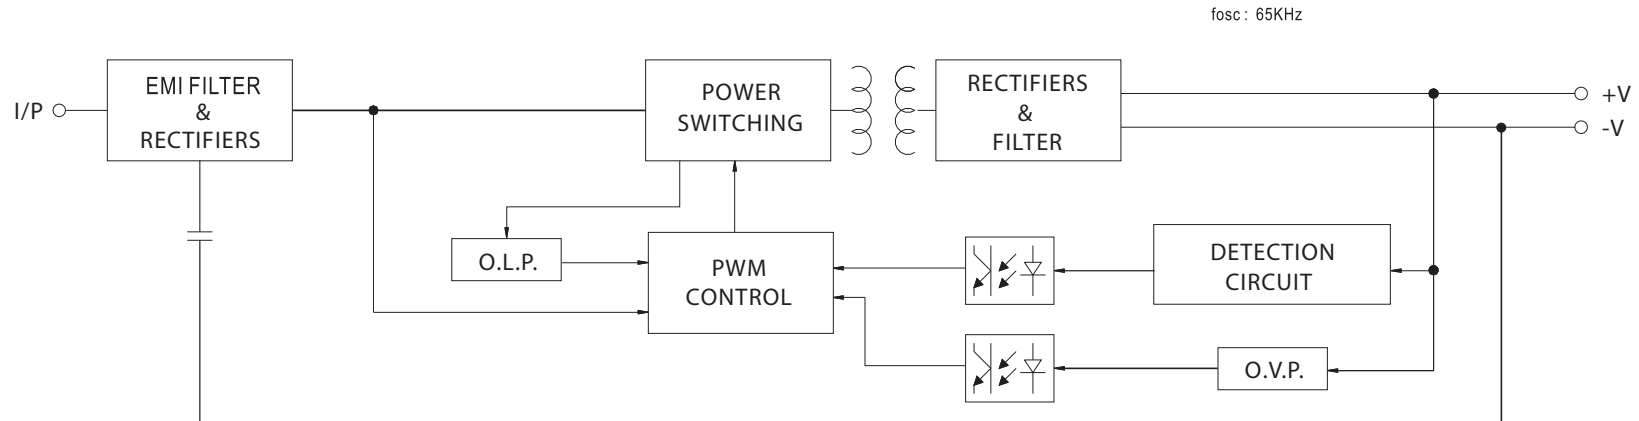 fosc : 65KHz
I/P
EMI FILTER
&
RECTIFIERS
POWER
SWITCHING
RECTIFIERS
&
FILTER
+V
-V
O.L.P.
PWM
CONTROL
DETECTION
CIRCUIT
O.V.P.